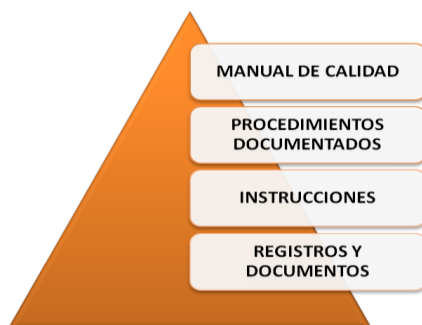 MANUAL DE CALIDAD
PROCEDIMIENTOS
DOCUMENTADOS
INSTRUCCIONES
REGISTROS Y
DOCUMENTOS